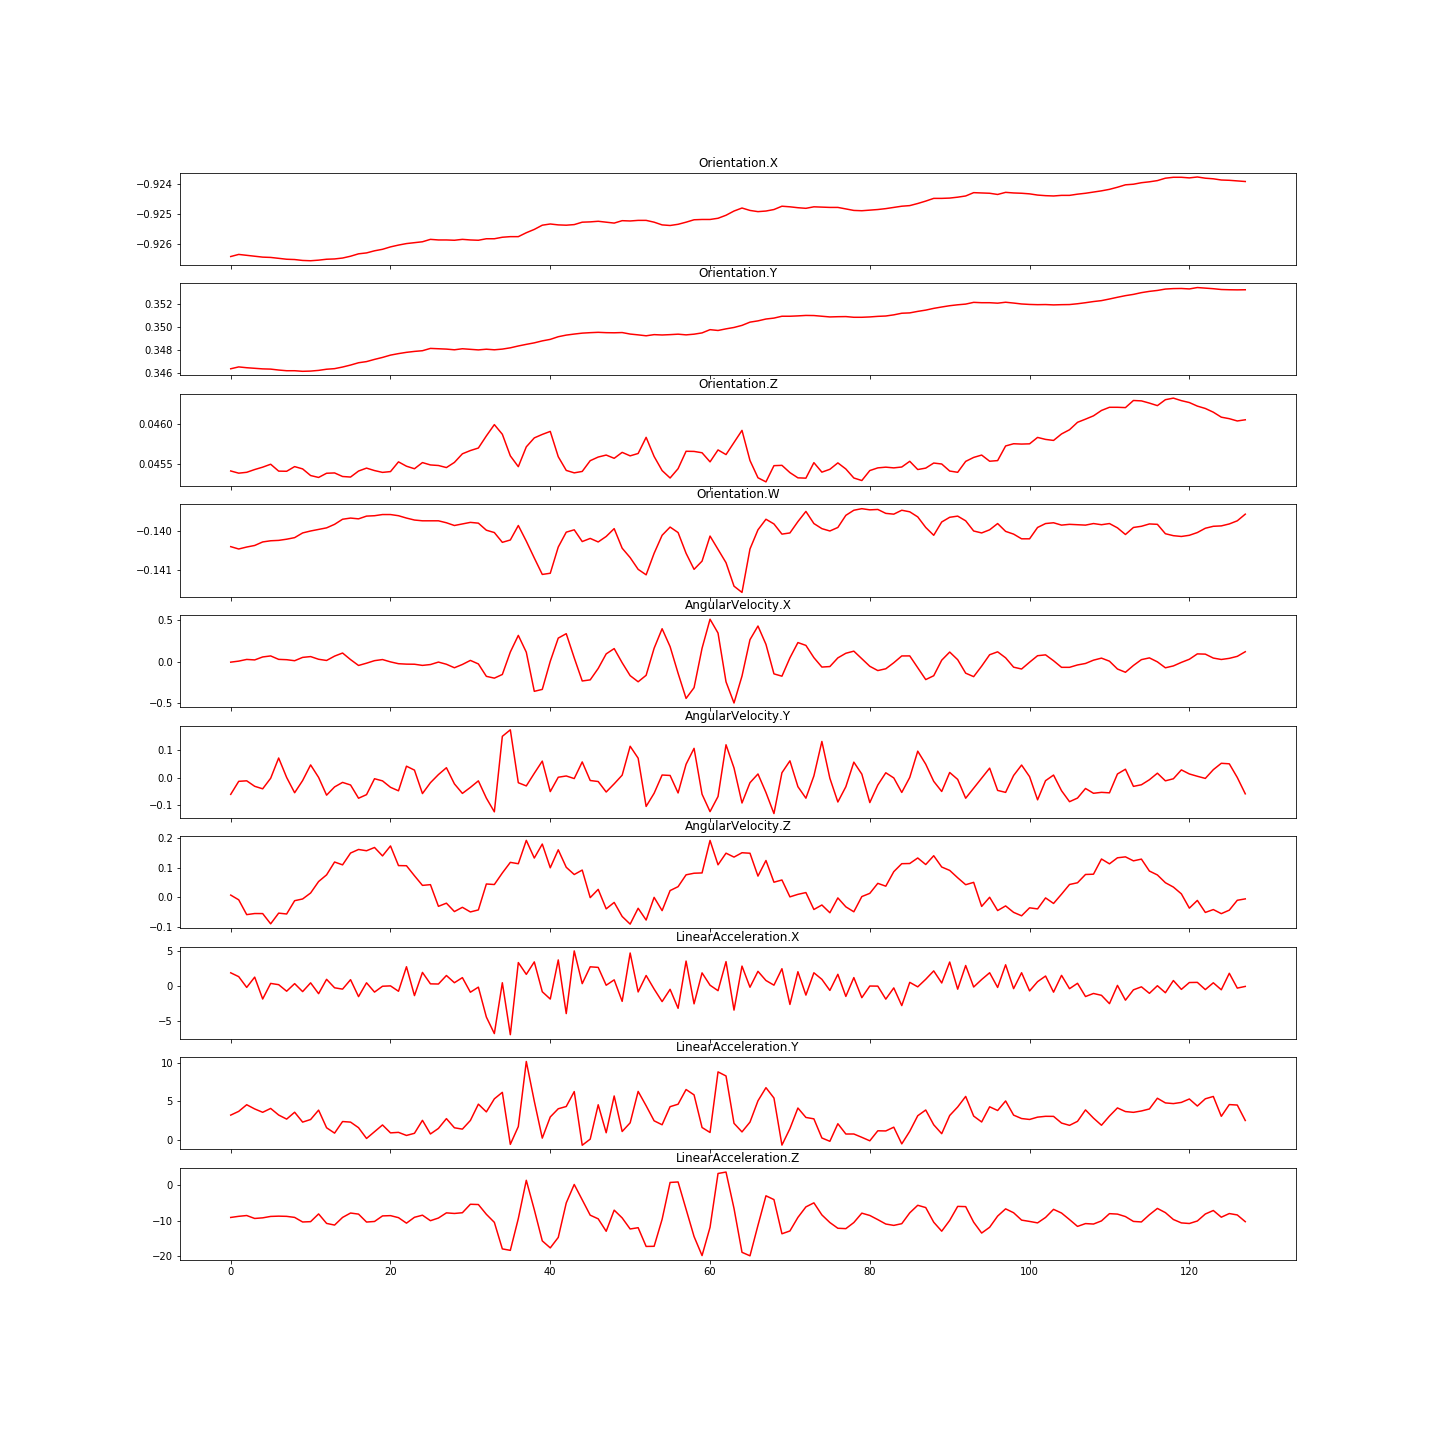 Orientation.X
−0.924
−0.925
−0.926
Orientation.Y
0.352
0.350
0.348
0.346
Orientation.Z
0.0460
0.0455
Orientation.W
−0.140
−0.141
AngularVelocity.X
0.5
0.0
−0.5
AngularVelocity.Y
0.1
0.0
−0.1
AngularVelocity.Z
0.2
0.1
0.0
−0.1
LinearAcceleration.X
5
0
−5
LinearAcceleration.Y
10
5
0
LinearAcceleration.Z
0
−10
−20
0 20 40 60 80 100 120